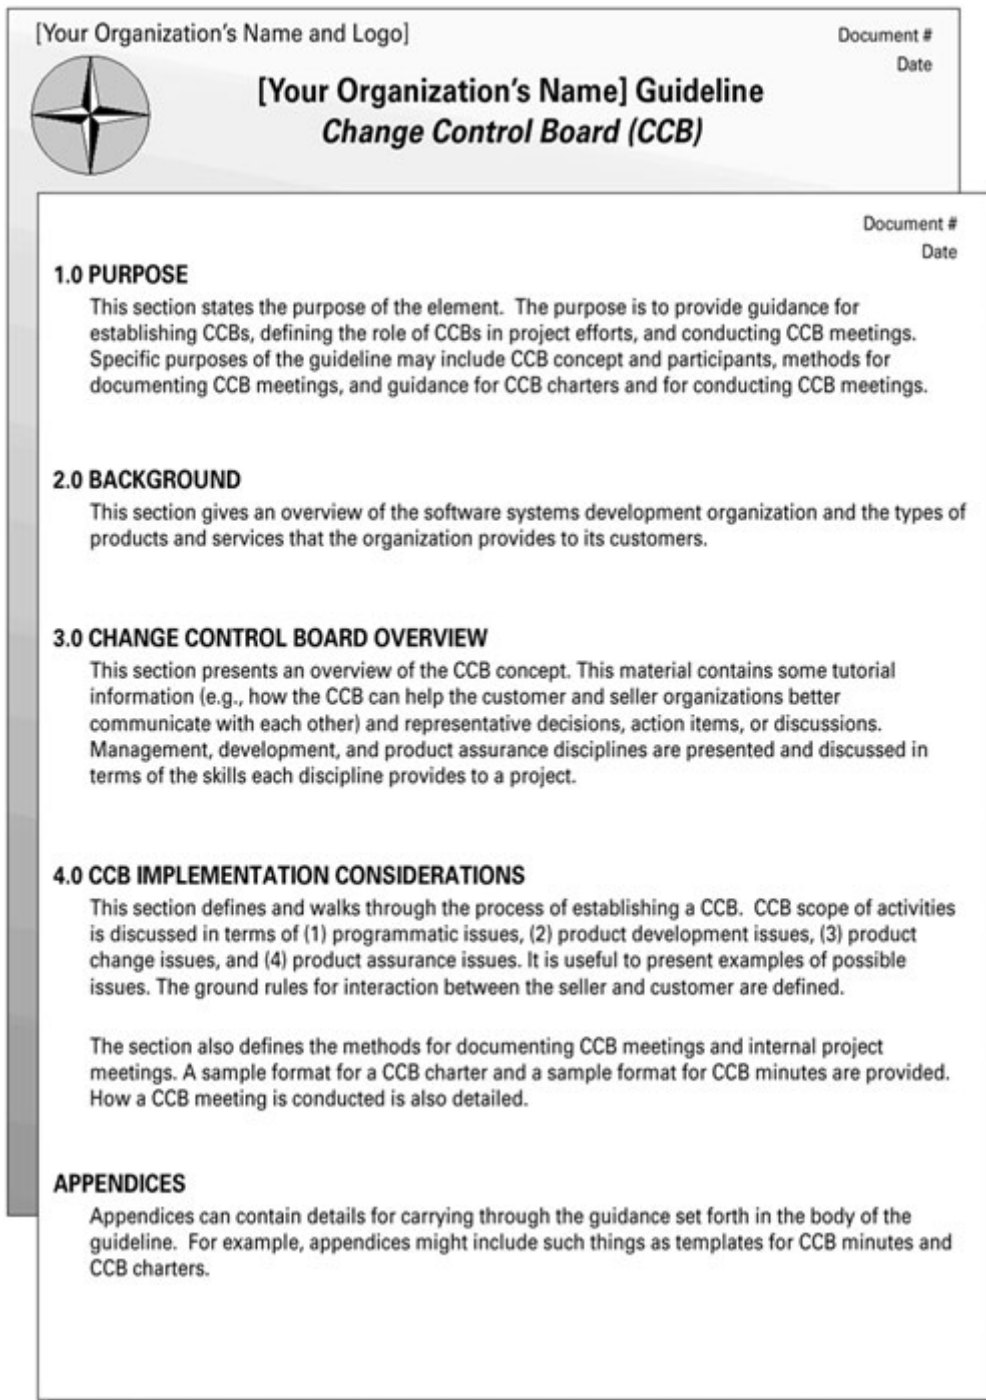 [Your Organization's Name and Logo]
Document #
Date
[Your Organization's Name] Guideline
Change Control Board (CCB)
Document #
Date
1.0 PURPOSE
This section states the purpose of the element.  The purpose is to provide guidance for
establishing CCBs, defining the role of CCBs in project efforts, and conducting CCB meetings.
Specific purposes of the guideline may include CCB concept and participants, methods for
documenting CCB meetings, and guidance for CCB charters and for conducting CCB meetings.
2.0 BACKGROUND
This section gives an overview of the software systems development organization and the types of
products and services that the organization provides to its customers.
3.0 CHANGE CONTROL BOARD OVERVIEW
This section presents an overview of the CCB concept. This material contains some tutorial
information (e.g., how the CCB can help the customer and seller organizations better
communicate with each other) and representative decisions, action items, or discussions.
Management, development, and product assurance disciplines are presented and discussed in
terms of the skills each discipline provides to a project.
4.0 CCB IMPLEMENTATION CONSIDERATIONS
This section defines and walks through the process of establishing a CCB.  CCB scope of activities
is discussed in terms of (1) programmatic issues, (2) product development issues, (3) product
change issues, and (4) product assurance issues. It is useful to present examples of possible
issues. The ground rules for interaction between the seller and customer are defined.
The section also defines the methods for documenting CCB meetings and internal project
meetings. A sample format for a CCB charter and a sample format for CCB minutes are provided.
How a CCB meeting is conducted is also detailed.
APPENDICES
Appendices can contain details for carrying through the guidance set forth in the body of the
guideline.  For example, appendices might include such things as templates for CCB minutes and
CCB charters.